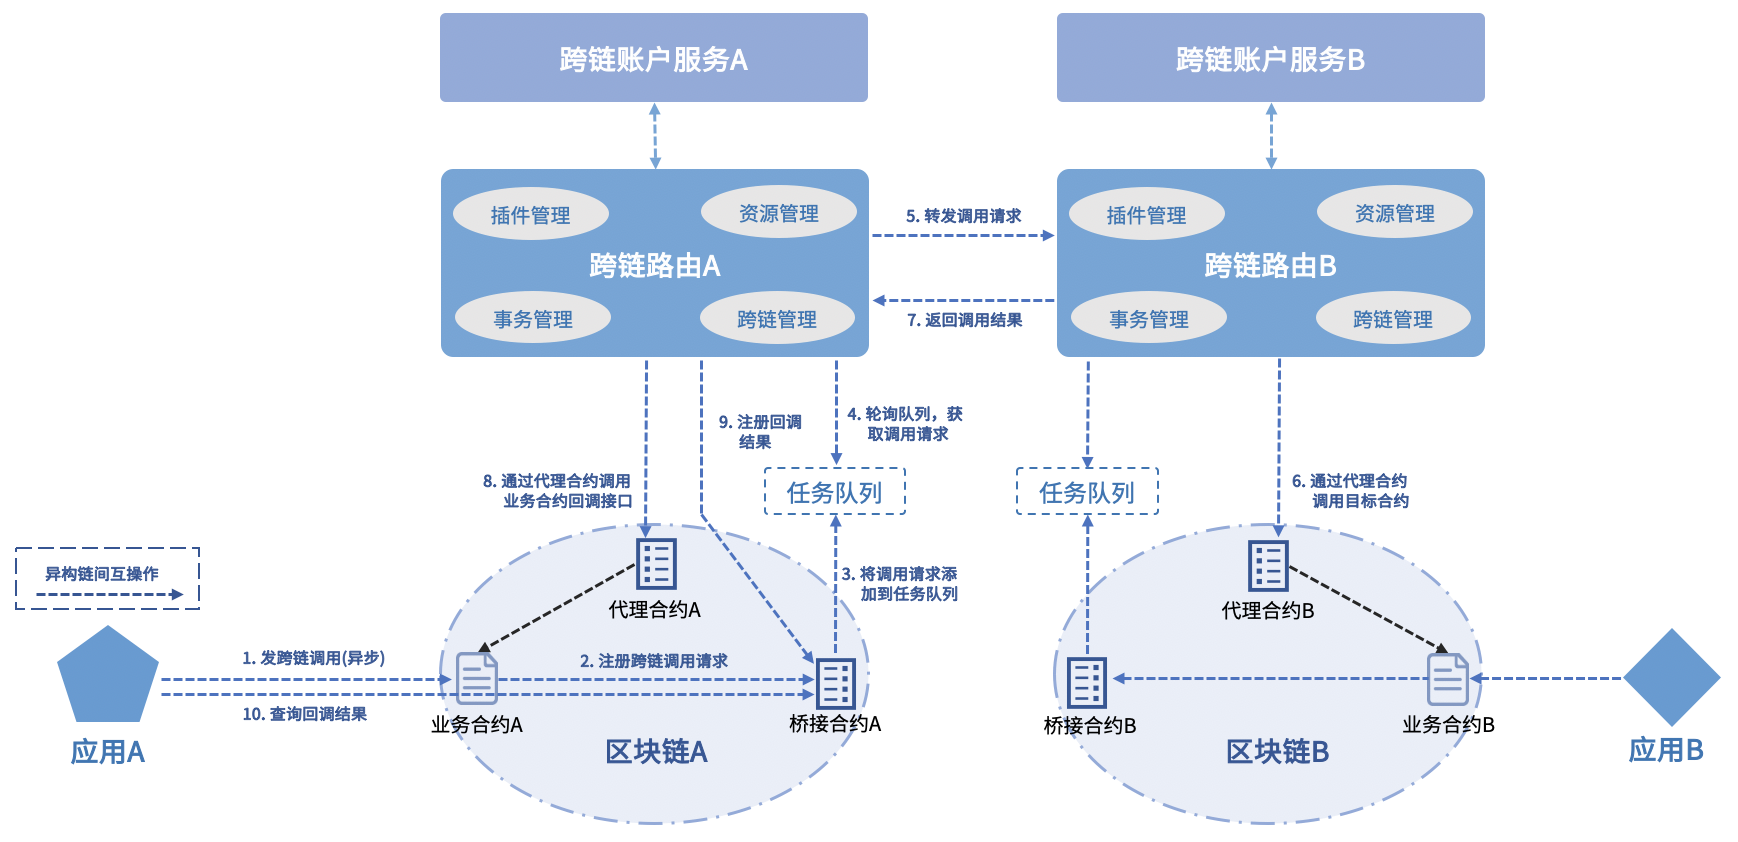 跨链账户服务A
跨链账户服务B
插件管理
资源管理
跨链路由A
事务管理
跨链管理
5. 转发调用请求
7. 返回调用结果
插件管理
资源管理
跨链路由B
事务管理
跨链管理
9. 注册回调
结果
4. 轮询队列，获
取调用请求
8. 通过代理合约调用
业务合约回调接口
任务队列
任务队列
6. 通过代理合约
调用目标合约
异构链间互操作
3. 将调用请求添
加到任务队列
代理合约A
代理合约B
1. 发跨链调用(异步)
2. 注册跨链调用请求
10. 查询回调结果
业务合约A
桥接合约A
桥接合约B
业务合约B
应用A
区块链A
区块链B
应用B